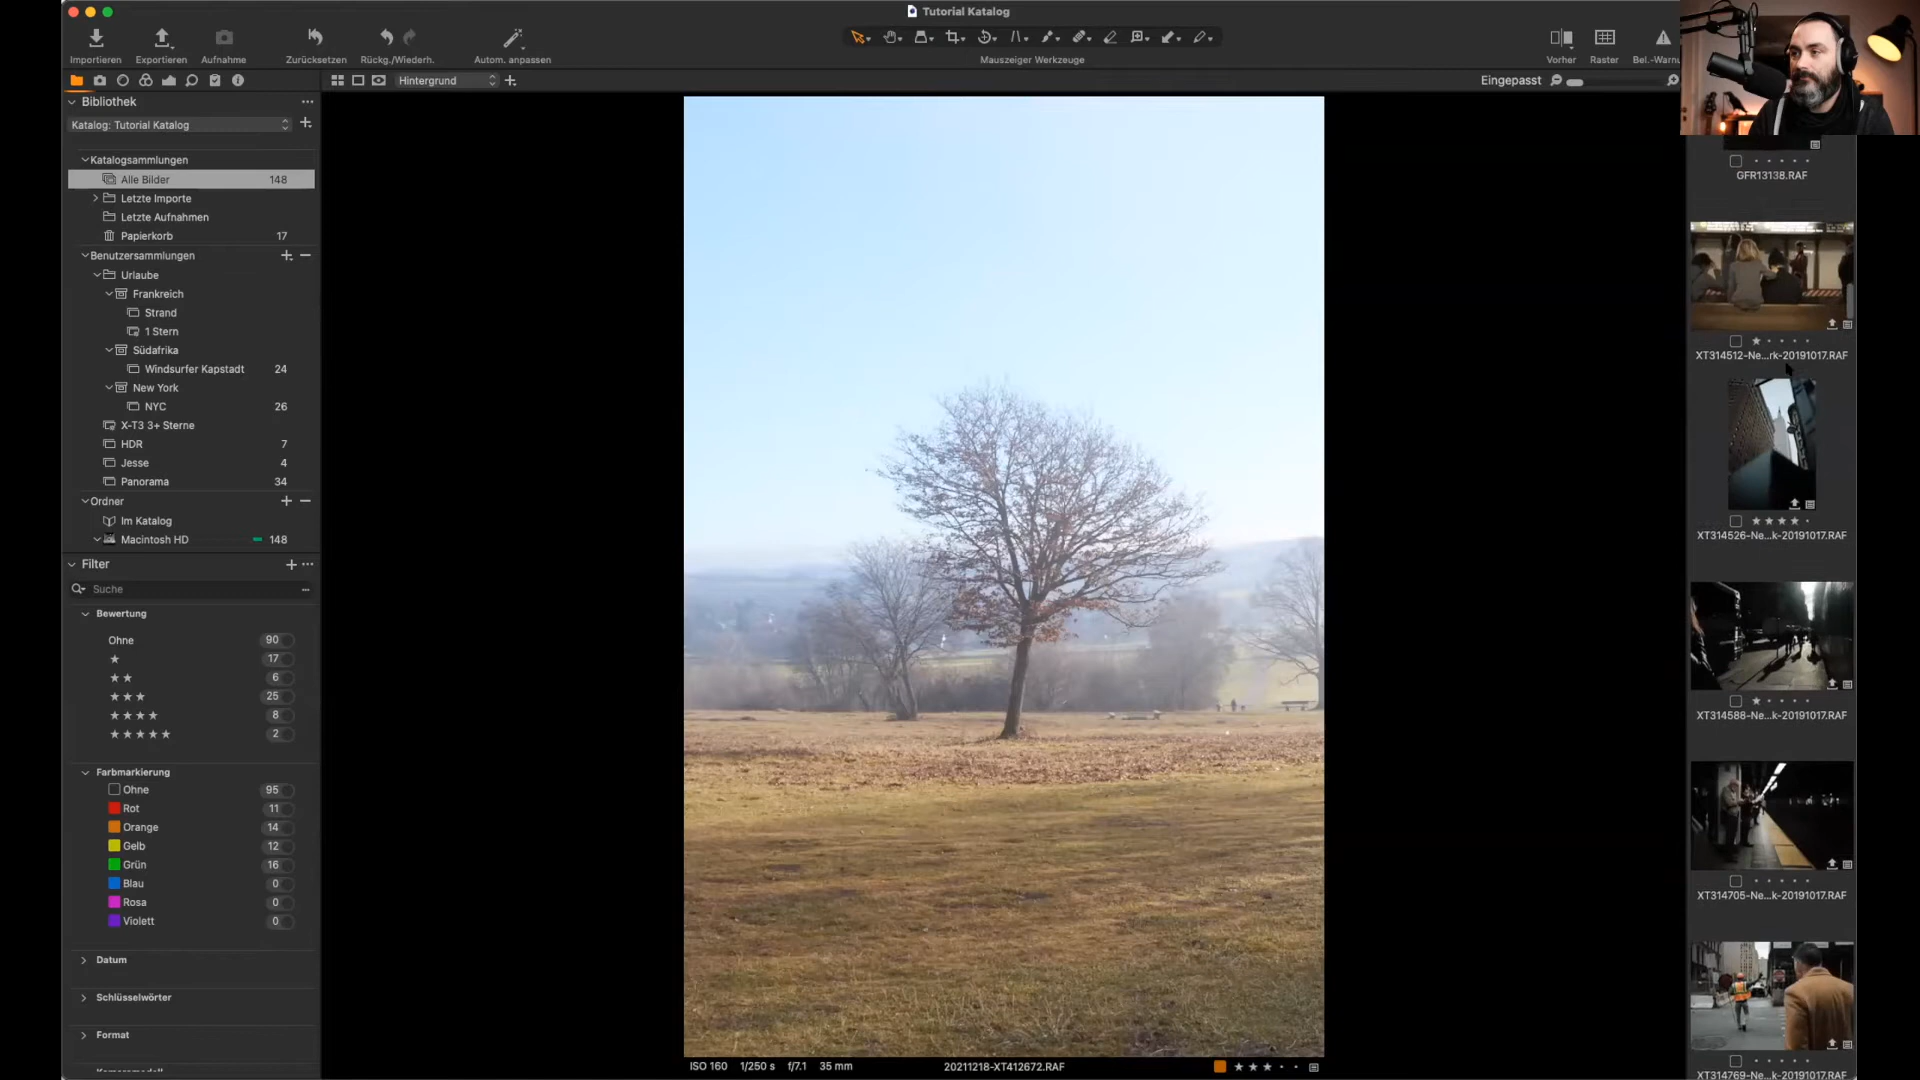 Tutorial Katalog
Importieren Exportieren Aufnahme Zurücksetzen Rückg./Wiederh. Autom. anpassen Mauszeiger Werkzeuge Vorher Raster Bel.-Warnu
Hintergrund
Eingepasst
Bibliothek
Katalog: Tutorial Katalog
Katalogsammlungen
Alle Bilder 148
Letzte Importe
Letzte Aufnahmen
Papierkorb 17
Benutzersammlungen
Urlaube
Frankreich
Strand
1 Stern
Südafrika
Windsurfer Kapstadt 24
New York
NYC 26
X-T3 3+ Sterne
HDR 7
Jesse 4
Panorama 34
Ordner
Im Katalog
Macintosh HD 148
Filter
Suche
Bewertung
Ohne 90
★ 17
★★ 6
★★★ 25
★★★★ 8
★★★★★ 2
Farbmarkierung
Ohne 95
Rot 11
Orange 14
Gelb 12
Grün 16
Blau 0
Rosa 0
Violett 0
Datum
Schlüsselwörter
Format
ISO 160 1/250 s f/7.1 35 mm
20211218-XT412672.RAF
GFR13138.RAF
XT314512-Ne...rk-20191017.RAF
XT314526-Ne...k-20191017.RAF
XT314588-Ne...k-20191017.RAF
XT314705-Ne...k-20191017.RAF
XT314769-Ne...k-20191017.RAF